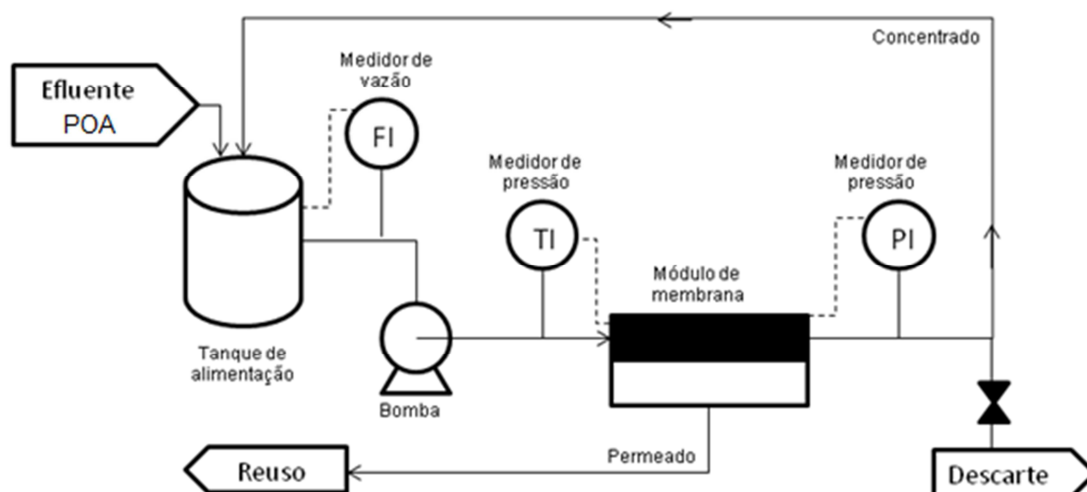 Concentrado
Efluente
POA
Medidor de
vazão
FI
Medidor de
pressão
TI
Medidor de
pressão
PI
Módulo de
membrana
Tanque de
alimentação
Bomba
Permeado
Reuso
Descarte